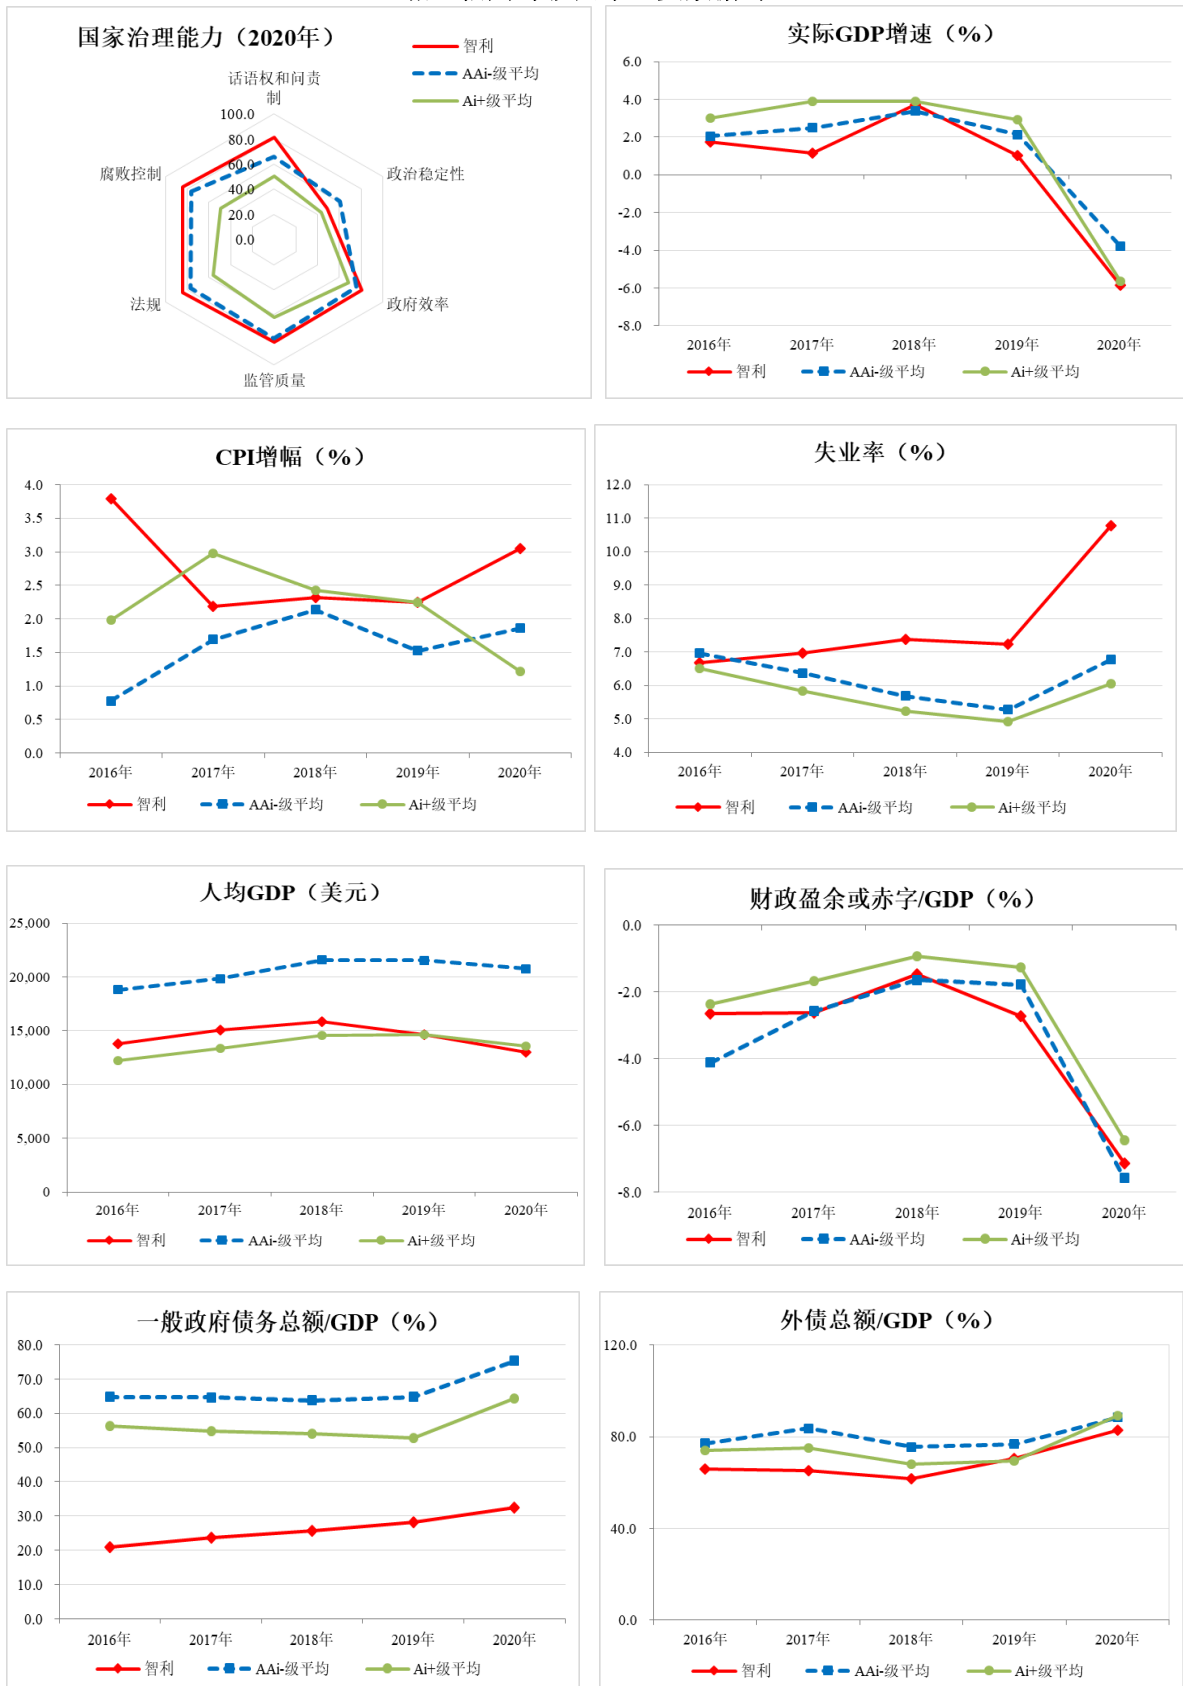 国家治理能力（2020年）
智利
AAi-级平均
Ai+级平均
话语权和问责
制
100.0
80.0
60.0
40.0
20.0
0.0
腐败控制
政治稳定性
法规
政府效率
监管质量
实际GDP增速（%）
6.0
4.0
2.0
0.0
-2.0
-4.0
-6.0
-8.0
2016年 2017年 2018年 2019年 2020年
智利 AAi-级平均 Ai+级平均
CPI增幅（%）
4.0
3.5
3.0
2.5
2.0
1.5
1.0
0.5
0.0
2016年 2017年 2018年 2019年 2020年
智利 AAi-级平均 Ai+级平均
失业率（%）
12.0
11.0
10.0
9.0
8.0
7.0
6.0
5.0
4.0
2016年 2017年 2018年 2019年 2020年
智利 AAi-级平均 Ai+级平均
人均GDP（美元）
25,000
20,000
15,000
10,000
5,000
0
2016年 2017年 2018年 2019年 2020年
智利 AAi-级平均 Ai+级平均
财政盈余或赤字/GDP（%）
0.0
-2.0
-4.0
-6.0
-8.0
2016年 2017年 2018年 2019年 2020年
智利 AAi-级平均 Ai+级平均
一般政府债务总额/GDP（%）
80.0
70.0
60.0
50.0
40.0
30.0
20.0
10.0
0.0
2016年 2017年 2018年 2019年 2020年
智利 AAi-级平均 Ai+级平均
外债总额/GDP（%）
120.0
80.0
40.0
0.0
2016年 2017年 2018年 2019年 2020年
智利 AAi-级平均 Ai+级平均